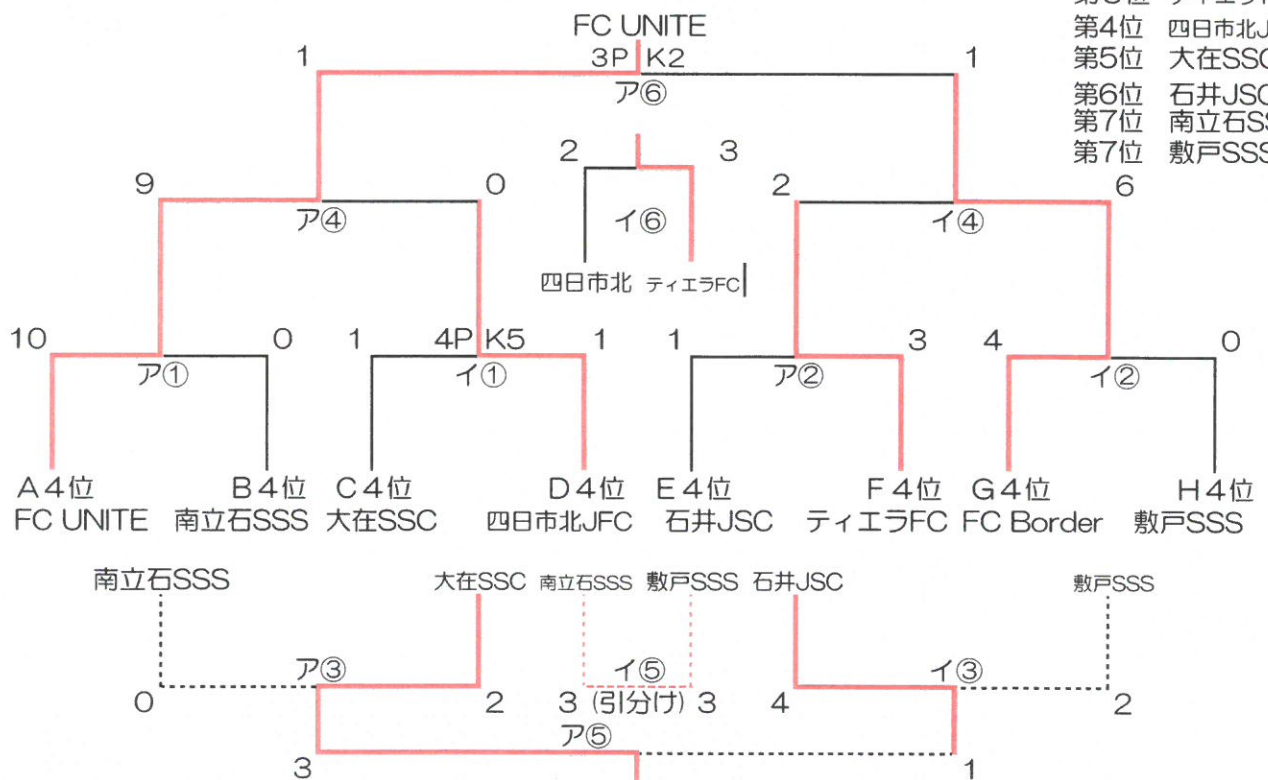 FC UNITE
1 3P K2 1
ア⑥
第4位 四日市北J
第5位 大在SSC
第6位 石井JSC
第7位 南立石SS
第7位 敷戸SSS
2 3
9 0 2 6
ア④ イ⑥ イ④
四日市北 ティエラFC
10 0 1 4P K5 1 1 3 4 0
ア① イ① ア② イ②
A4位 B4位 C4位 D4位 E4位 F4位 G4位 H4位
FC UNITE 南立石SSS 大在SSC 四日市北JFC 石井JSC ティエラFC FC Border 敷戸SSS
南立石SSS 大在SSC 南立石SSS 敷戸SSS 石井JSC 敷戸SSS
ア③ イ⑤ イ③
0 2 3 (引分け) 3 4 2
ア⑤
3 1